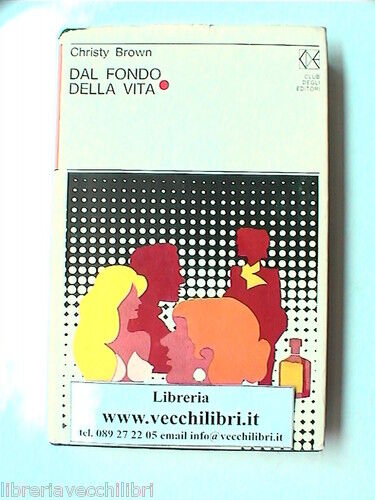 Christy Brown
DAL FONDO
DELLA VITA
CLUB
DEGLI
EDITORI
Libreria
www.vecchilibri.it
tel. 089 27 22 05 email info@vecchilibri.it
libreriavecchilibri